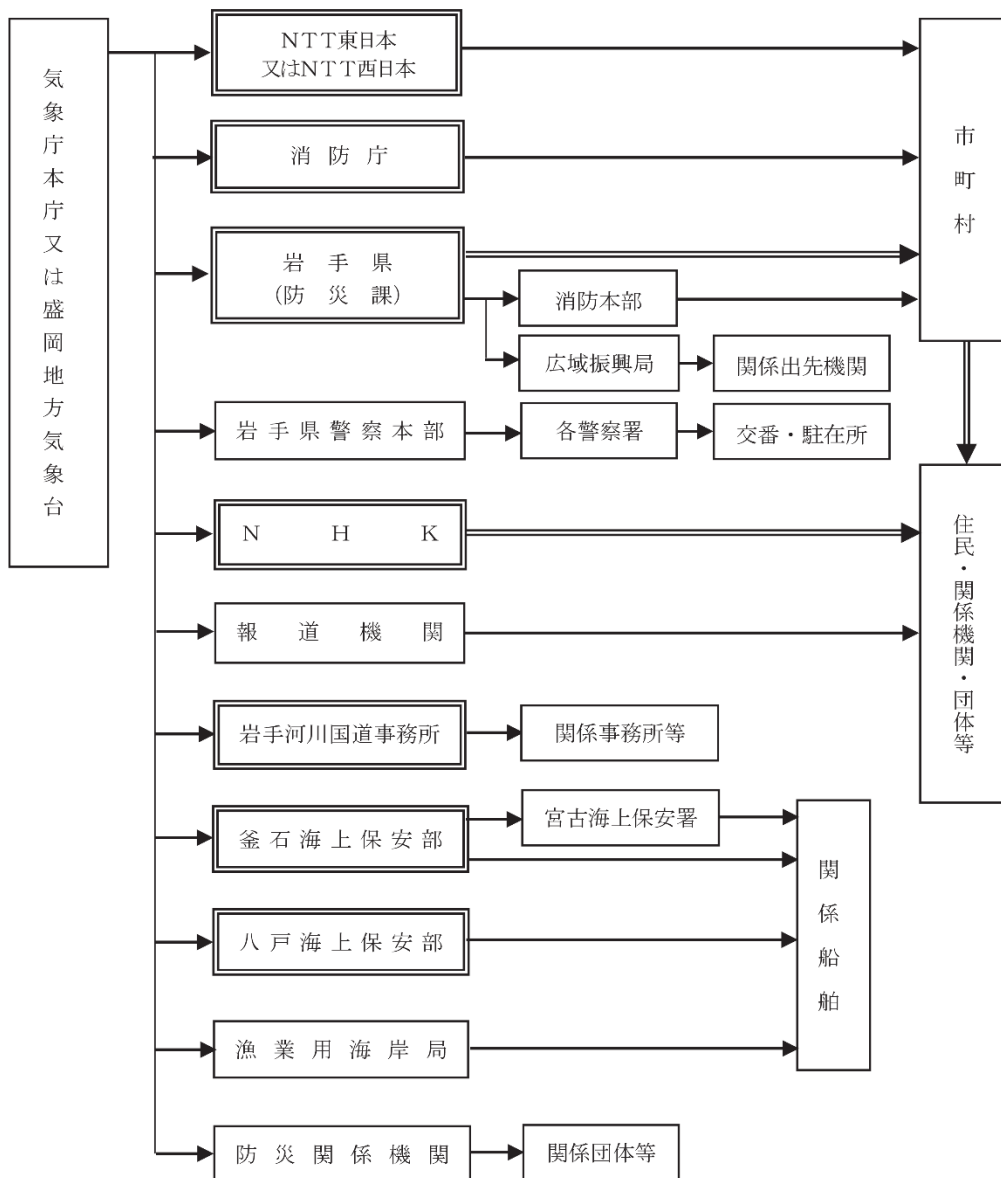 気象庁本庁又は盛岡地方気象台
NTT東日本
又はNTT西日本
市町村
消防庁
岩手県
(防災課)
消防本部
広域振興局
関係出先機関
岩手県警察本部
各警察署
交番・駐在所
NHK
住民・関係機関・団体等
報道機関
岩手河川国道事務所
関係事務所等
釜石海上保安部
宮古海上保安署
関係船舶
八戸海上保安部
漁業用海岸局
防災関係機関
関係団体等